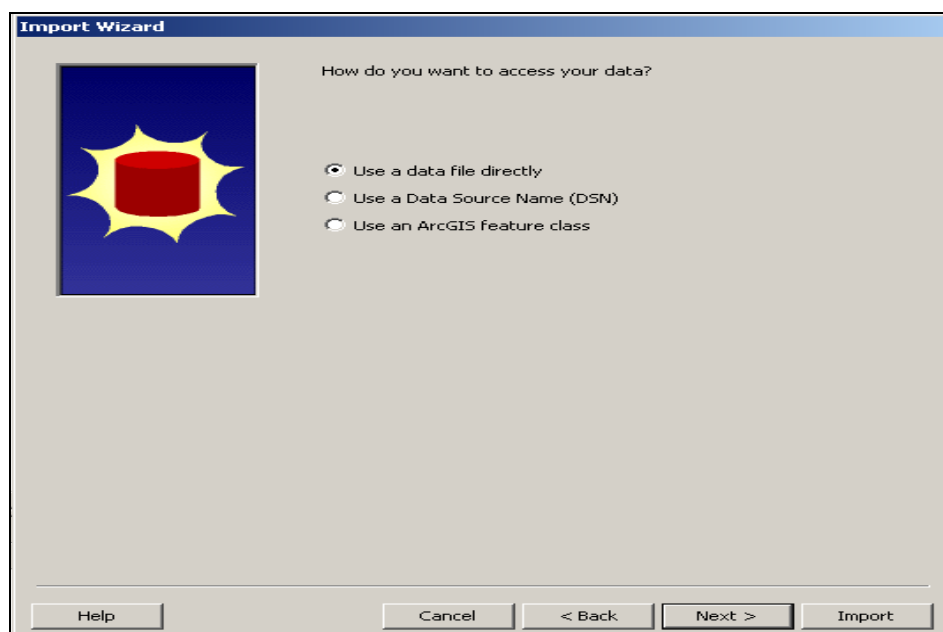 Import Wizard
How do you want to access your data?
Use a data file directly
Use a Data Source Name (DSN)
Use an ArcGIS feature class
Help Cancel < Back Next > Import